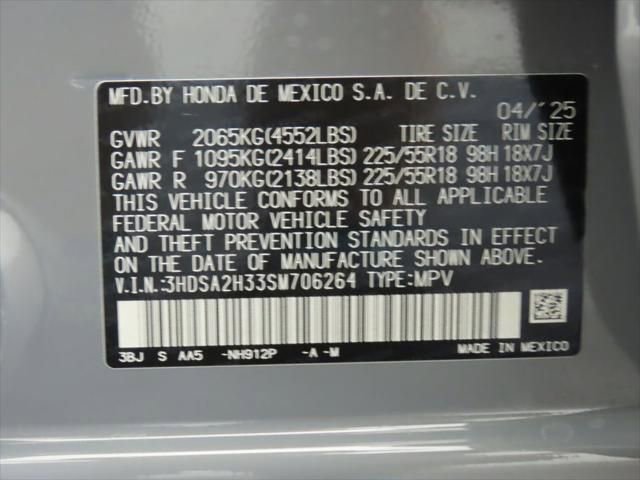 MFD.BY HONDA DE MEXICO S.A. DE C.V.
04/'25
GVWR 2065KG(4552LBS) TIRE SIZE RIM SIZE
GAWR F 1095KG(2414LBS) 225/55R18 98H 18X7J
GAWR R 970KG(2138LBS) 225/55R18 98H 18X7J
THIS VEHICLE CONFORMS TO ALL APPLICABLE
FEDERAL MOTOR VEHICLE SAFETY
AND THEFT PREVENTION STANDARDS IN EFFECT
ON THE DATE OF MANUFACTURE SHOWN ABOVE.
V.I.N.:3HDSA2H33SM706264 TYPE:MPV
3BJ S AA5 -NH912P -A -M MADE IN MEXICO